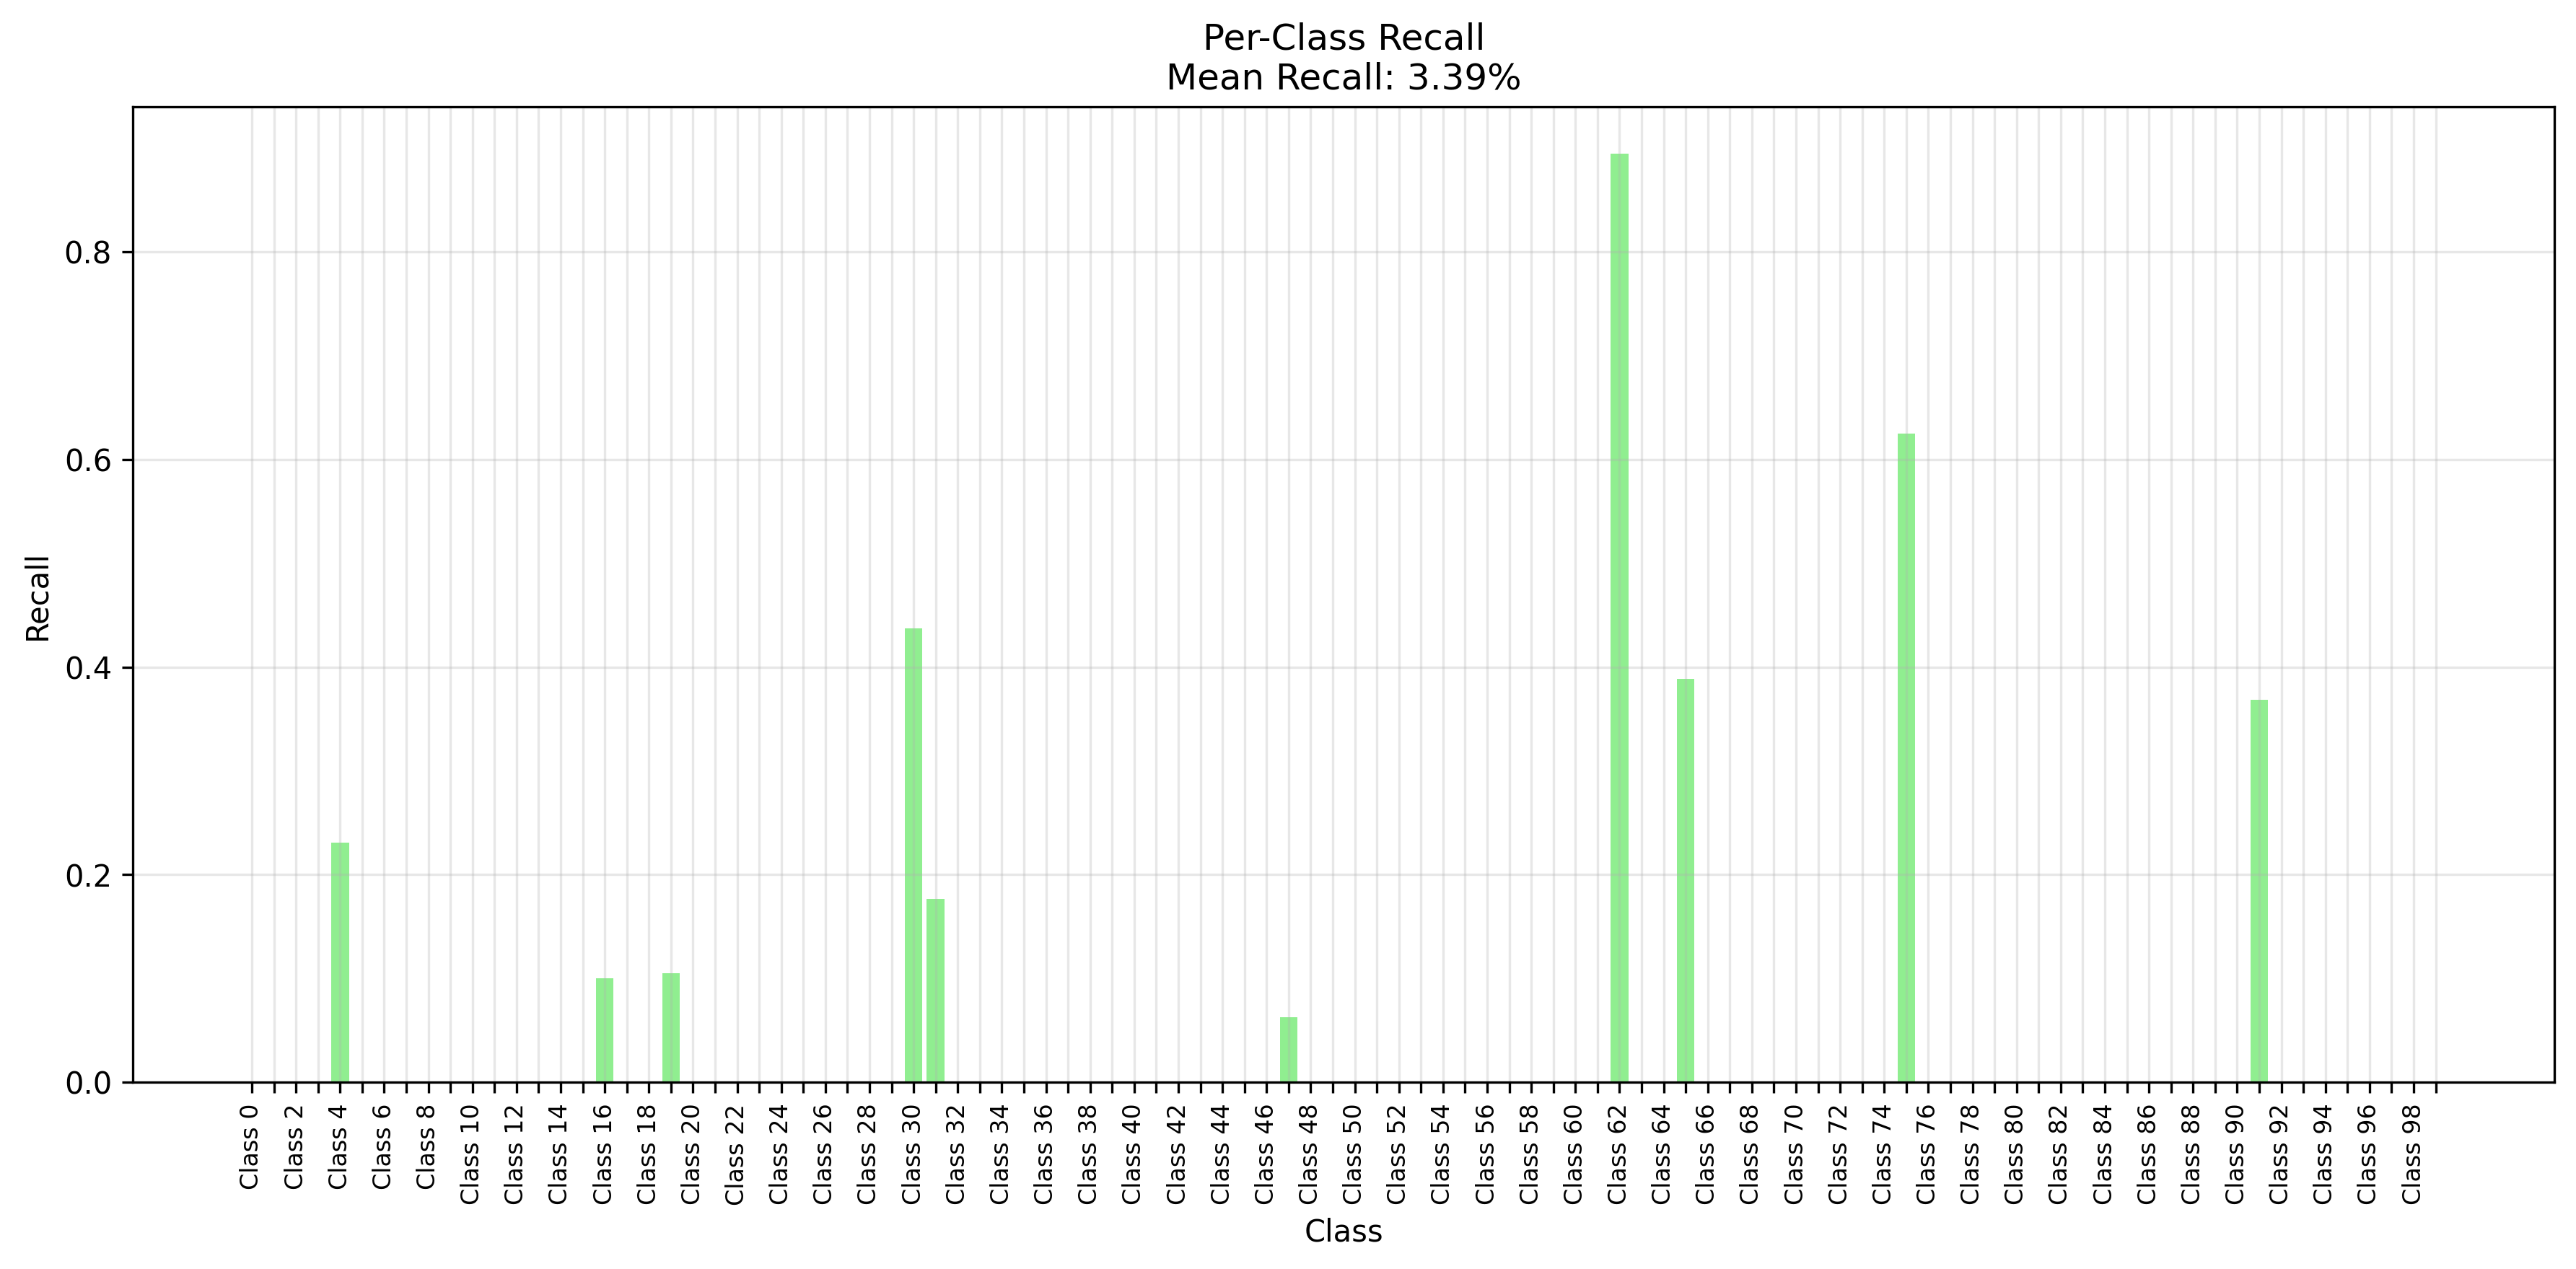 Per-Class Recall
Mean Recall: 3.39%
Recall
0.8
0.6
0.4
0.2
0.0
Class 0
Class 2
Class 4
Class 6
Class 8
Class 10
Class 12
Class 14
Class 16
Class 18
Class 20
Class 22
Class 24
Class 26
Class 28
Class 30
Class 32
Class 34
Class 36
Class 38
Class 40
Class 42
Class 44
Class 46
Class 48
Class 50
Class 52
Class 54
Class 56
Class 58
Class 60
Class 62
Class 64
Class 66
Class 68
Class 70
Class 72
Class 74
Class 76
Class 78
Class 80
Class 82
Class 84
Class 86
Class 88
Class 90
Class 92
Class 94
Class 96
Class 98
Class